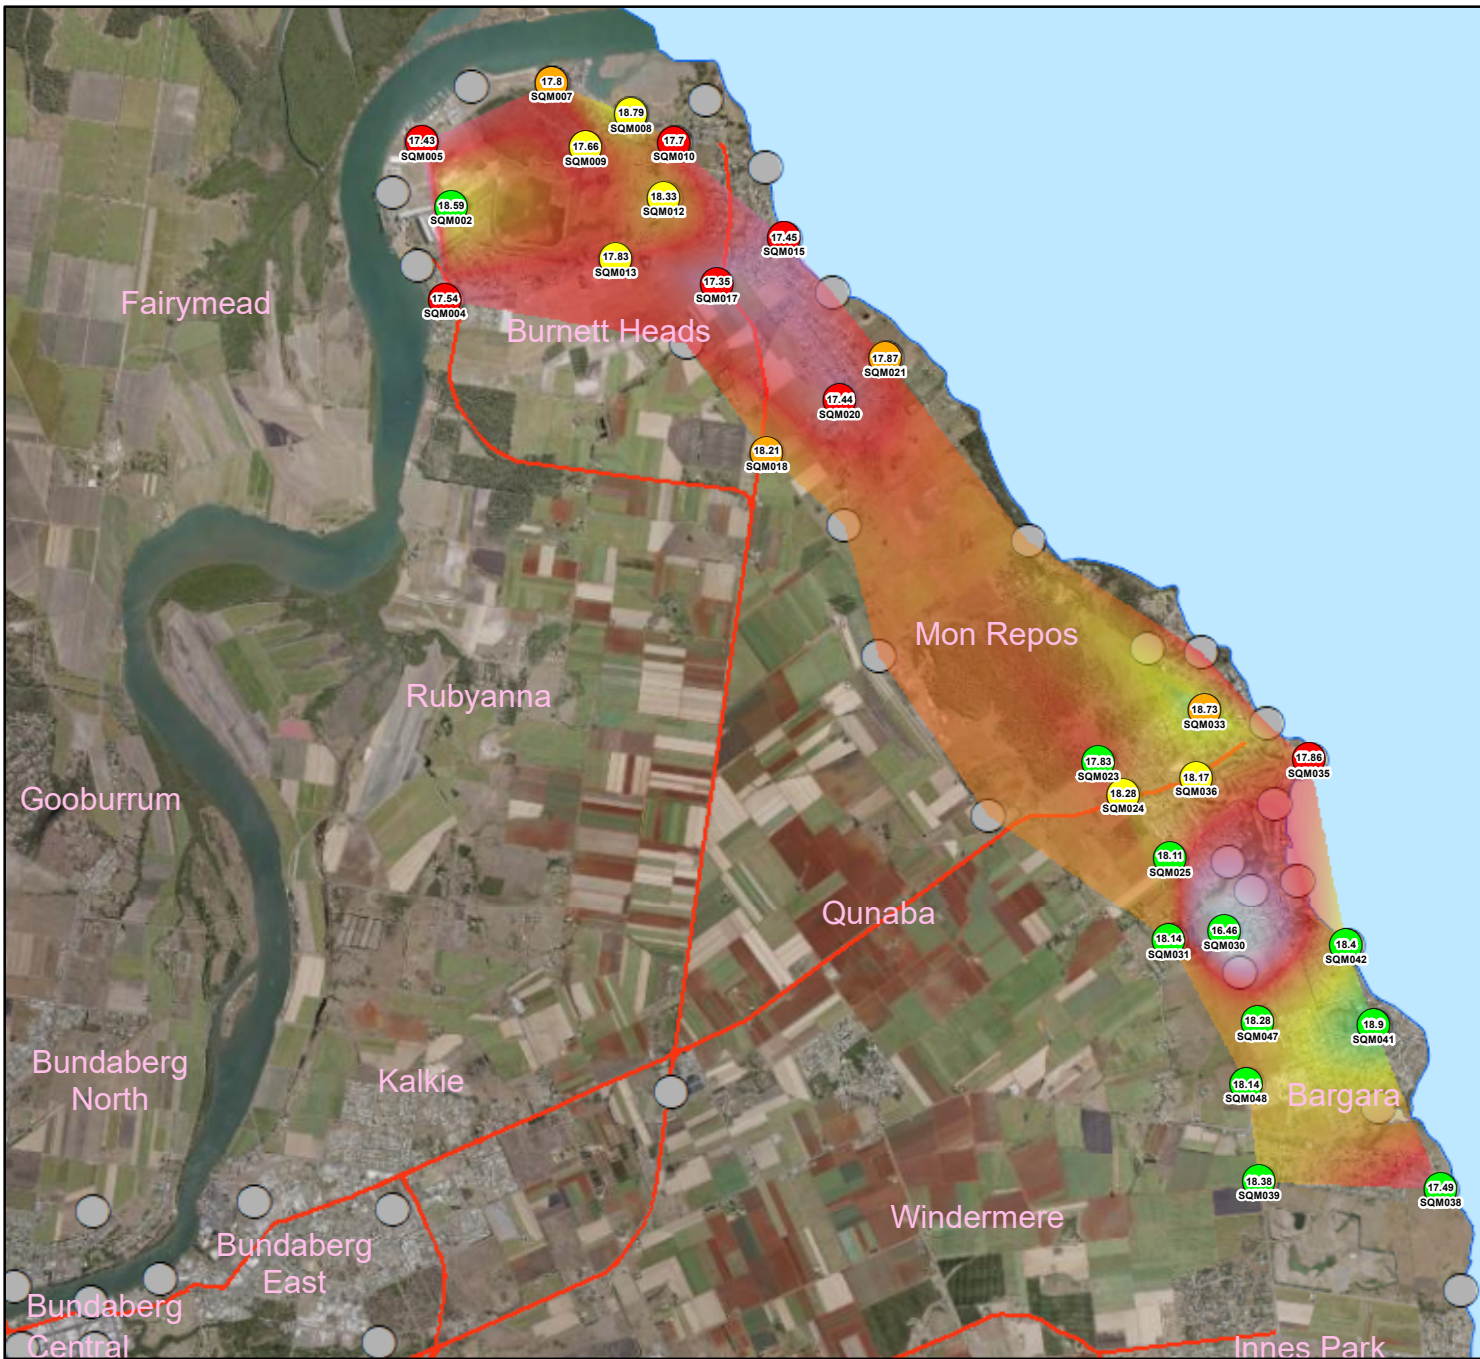 17.8
SQM007
18.79
SQM008
17.43
SQM005
17.66
SQM009
17.7
SQM010
18.59
SQM002
18.33
SQM012
17.45
SQM015
17.83
SQM013
17.35
SQM017
17.54
SQM004
Fairymead
Burnett Heads
17.87
SQM021
17.44
SQM020
18.21
SQM018
Mon Repos
Rubyanna
18.73
SQM033
17.83
SQM023
17.86
SQM035
18.17
SQM036
18.28
SQM024
Gooburrum
18.11
SQM025
Qunaba
16.46
SQM030
18.14
SQM031
18.4
SQM042
18.28
SQM047
18.9
SQM041
Bundaberg
North
Kalkie
18.14
SQM048
Bargara
18.38
SQM039
17.49
SQM038
Windermere
Bundaberg
East
Bundaberg
Central
Innes Park